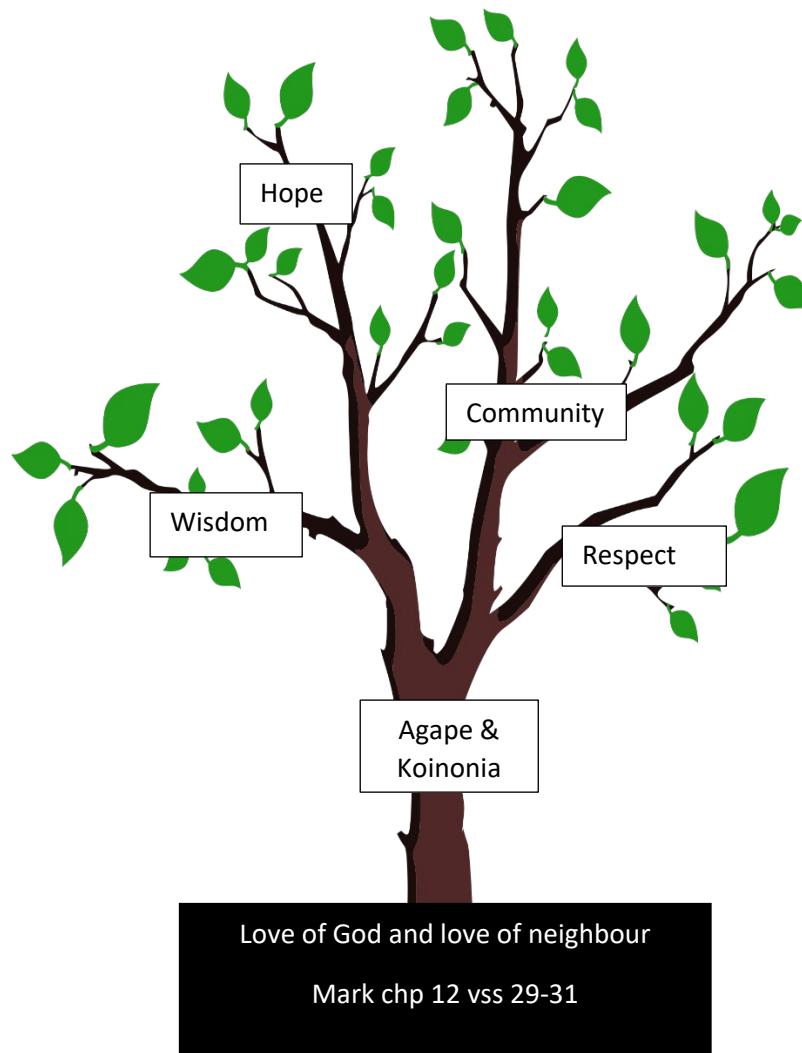 Hope
Community
Wisdom
Respect
Agape &
Koinonia
Love of God and love of neighbour
Mark chp 12 vss 29-31